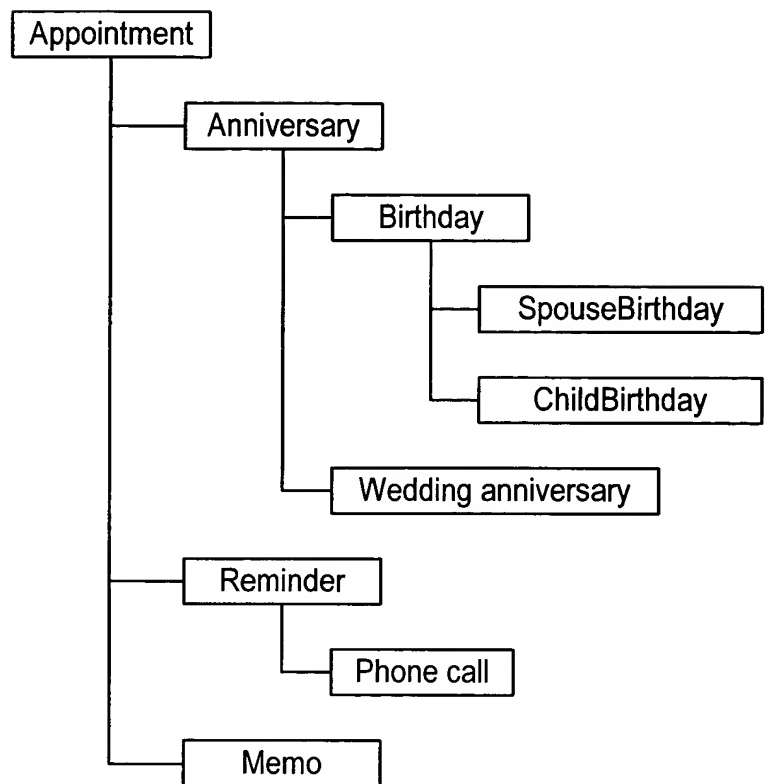 Appointment
Anniversary
Birthday
SpouseBirthday
ChildBirthday
Wedding anniversary
Reminder
Phone call
Memo